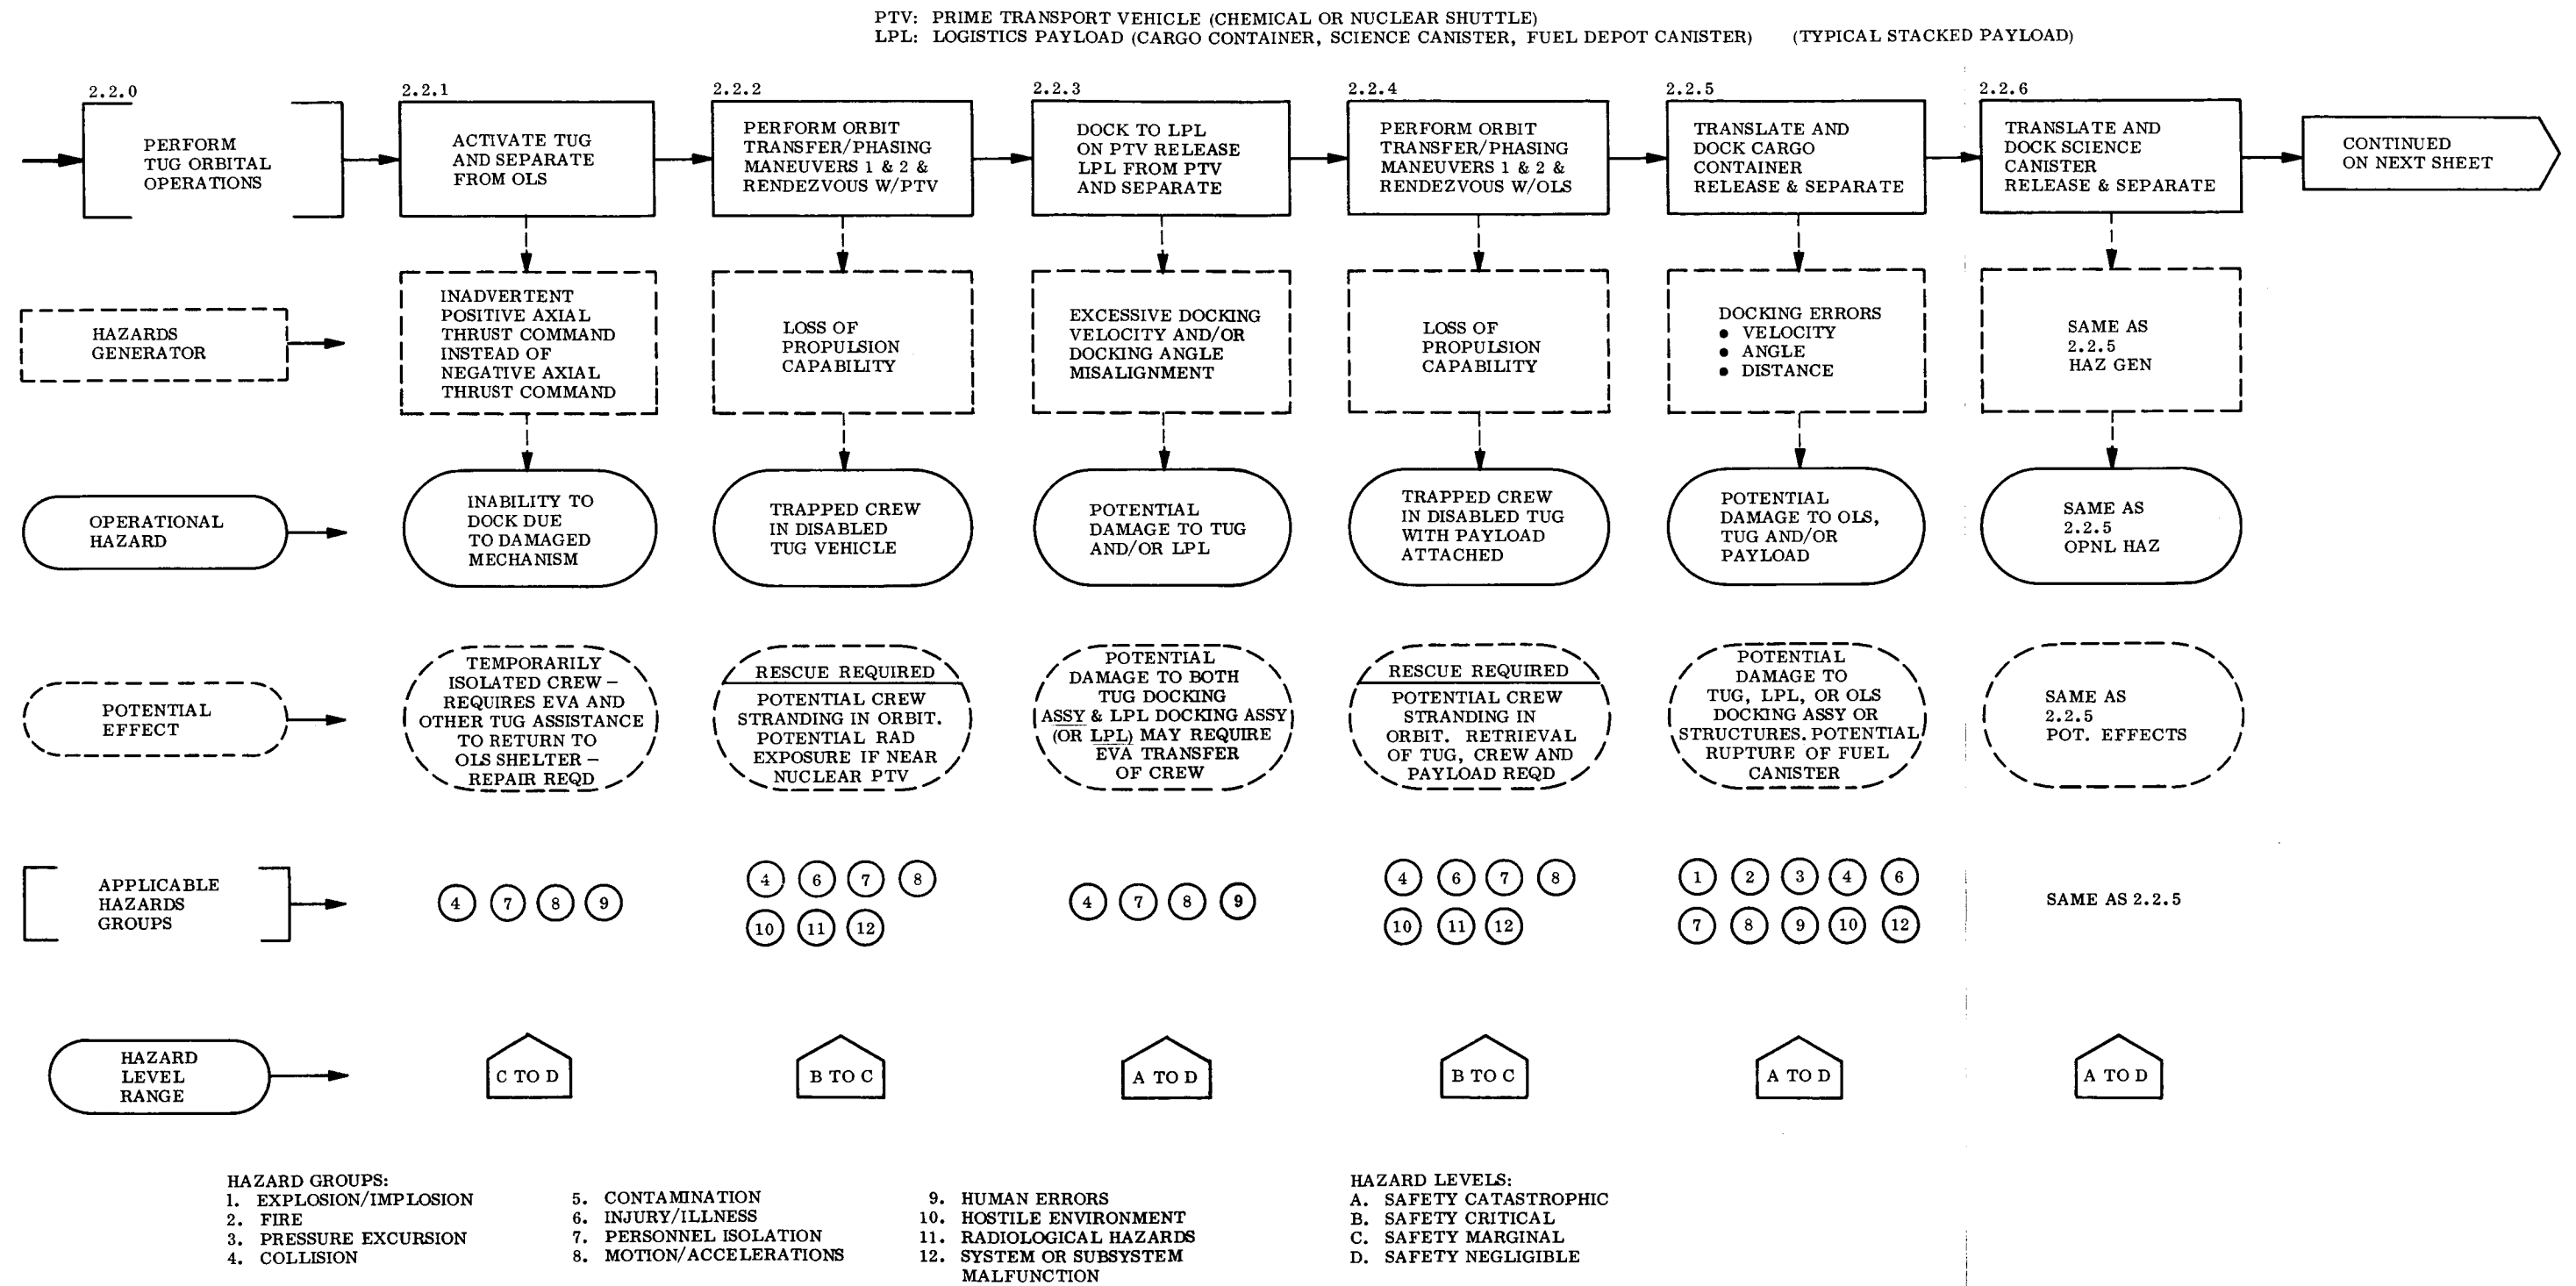 PTV: PRIME TRANSPORT VEHICLE (CHEMICAL OR NUCLEAR SHUTTLE)
LPL: LOGISTICS PAYLOAD (CARGO CONTAINER, SCIENCE CANISTER, FUEL DEPOT CANISTER) (TYPICAL STACKED PAYLOAD)
2.2.0
PERFORM
TUG ORBITAL
OPERATIONS
2.2.1
ACTIVATE TUG
AND SEPARATE
FROM OLS
2.2.2
PERFORM ORBIT
TRANSFER/PHASING
MANEUVERS 1 & 2 &
RENDEZVOUS W/PTV
2.2.3
DOCK TO LPL
ON PTV RELEASE
LPL FROM PTV
AND SEPARATE
2.2.4
PERFORM ORBIT
TRANSFER/PHASING
MANEUVERS 1 & 2 &
RENDEZVOUS W/OLS
2.2.5
TRANSLATE AND
DOCK CARGO
CONTAINER
RELEASE & SEPARATE
2.2.6
TRANSLATE AND
DOCK SCIENCE
CANISTER
RELEASE & SEPARATE
CONTINUED
ON NEXT SHEET
HAZARDS
GENERATOR
INADVERTENT
POSITIVE AXIAL
THRUST COMMAND
INSTEAD OF
NEGATIVE AXIAL
THRUST COMMAND
LOSS OF
PROPULSION
CAPABILITY
EXCESSIVE DOCKING
VELOCITY AND/OR
DOCKING ANGLE
MISALIGNMENT
LOSS OF
PROPULSION
CAPABILITY
DOCKING ERRORS
• VELOCITY
• ANGLE
• DISTANCE
SAME AS
2.2.5
HAZ GEN
OPERATIONAL
HAZARD
INABILITY TO
DOCK DUE
TO DAMAGED
MECHANISM
TRAPPED CREW
IN DISABLED
TUG VEHICLE
POTENTIAL
DAMAGE TO TUG
AND/OR LPL
TRAPPED CREW
IN DISABLED TUG
WITH PAYLOAD
ATTACHED
POTENTIAL
DAMAGE TO OLS,
TUG AND/OR
PAYLOAD
SAME AS
2.2.5
OPNL HAZ
POTENTIAL
EFFECT
TEMPORARILY
ISOLATED CREW –
REQUIRES EVA AND
OTHER TUG ASSISTANCE
TO RETURN TO
OLS SHELTER –
REPAIR REQD
RESCUE REQUIRED
POTENTIAL CREW
STRANDING IN ORBIT.
POTENTIAL RAD
EXPOSURE IF NEAR
NUCLEAR PTV
POTENTIAL
DAMAGE TO BOTH
TUG DOCKING
ASSY & LPL DOCKING ASSY
(OR LPL) MAY REQUIRE
EVA TRANSFER
OF CREW
RESCUE REQUIRED
POTENTIAL CREW
STRANDING IN
ORBIT. RETRIEVAL
OF TUG, CREW AND
PAYLOAD REQD
POTENTIAL
DAMAGE TO
TUG, LPL, OR OLS
DOCKING ASSY OR
STRUCTURES. POTENTIAL
RUPTURE OF FUEL
CANISTER
SAME AS
2.2.5
POT. EFFECTS
APPLICABLE
HAZARDS
GROUPS
4 7 8 9
4 6 7 8
10 11 12
4 7 8 9
4 6 7 8
10 11 12
1 2 3 4 6
7 8 9 10 12
SAME AS 2.2.5
HAZARD
LEVEL
RANGE
C TO D
B TO C
A TO D
B TO C
A TO D
A TO D
HAZARD GROUPS:
1. EXPLOSION/IMPLOSION
2. FIRE
3. PRESSURE EXCURSION
4. COLLISION
5. CONTAMINATION
6. INJURY/ILLNESS
7. PERSONNEL ISOLATION
8. MOTION/ACCELERATIONS
9. HUMAN ERRORS
10. HOSTILE ENVIRONMENT
11. RADIOLOGICAL HAZARDS
12. SYSTEM OR SUBSYSTEM
MALFUNCTION
HAZARD LEVELS:
A. SAFETY CATASTROPHIC
B. SAFETY CRITICAL
C. SAFETY MARGINAL
D. SAFETY NEGLIGIBLE